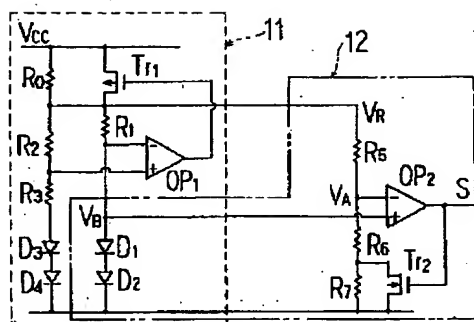 11
12
Vcc
R0
Tr1
R1
R2
OP1
R3
VB
D3
D1
D4
D2
VR
R5
OP2
VA
S
R6
Tr2
R7